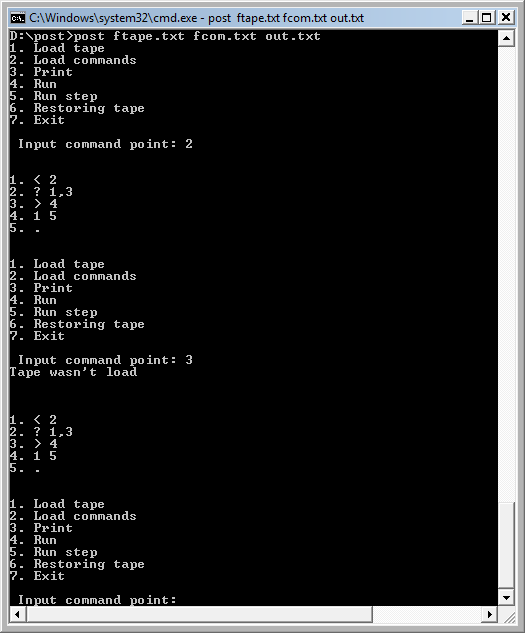 C:\Windows\system32\cmd.exe - post  ftape.txt fcom.txt out.txt
D:\post>post ftape.txt fcom.txt out.txt
1. Load tape
2. Load commands
3. Print
4. Run
5. Run step
6. Restoring tape
7. Exit
Input command point: 2
1. < 2
2. ? 1,3
3. > 4
4. 1 5
5. .
1. Load tape
2. Load commands
3. Print
4. Run
5. Run step
6. Restoring tape
7. Exit
Input command point: 3
Tape wasn't load
1. < 2
2. ? 1,3
3. > 4
4. 1 5
5. .
1. Load tape
2. Load commands
3. Print
4. Run
5. Run step
6. Restoring tape
7. Exit
Input command point: